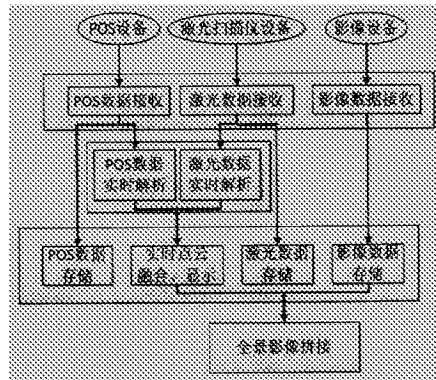 POS设备 激光扫描仪设备 影像设备
POS数据接收 激光数据接收 影像数据接收
POS数据 激光数据
实时解析 实时解析
POS数据 实时点云 激光数据 影像数据
存储 融合、显示 存储 存储
全景影像拼接